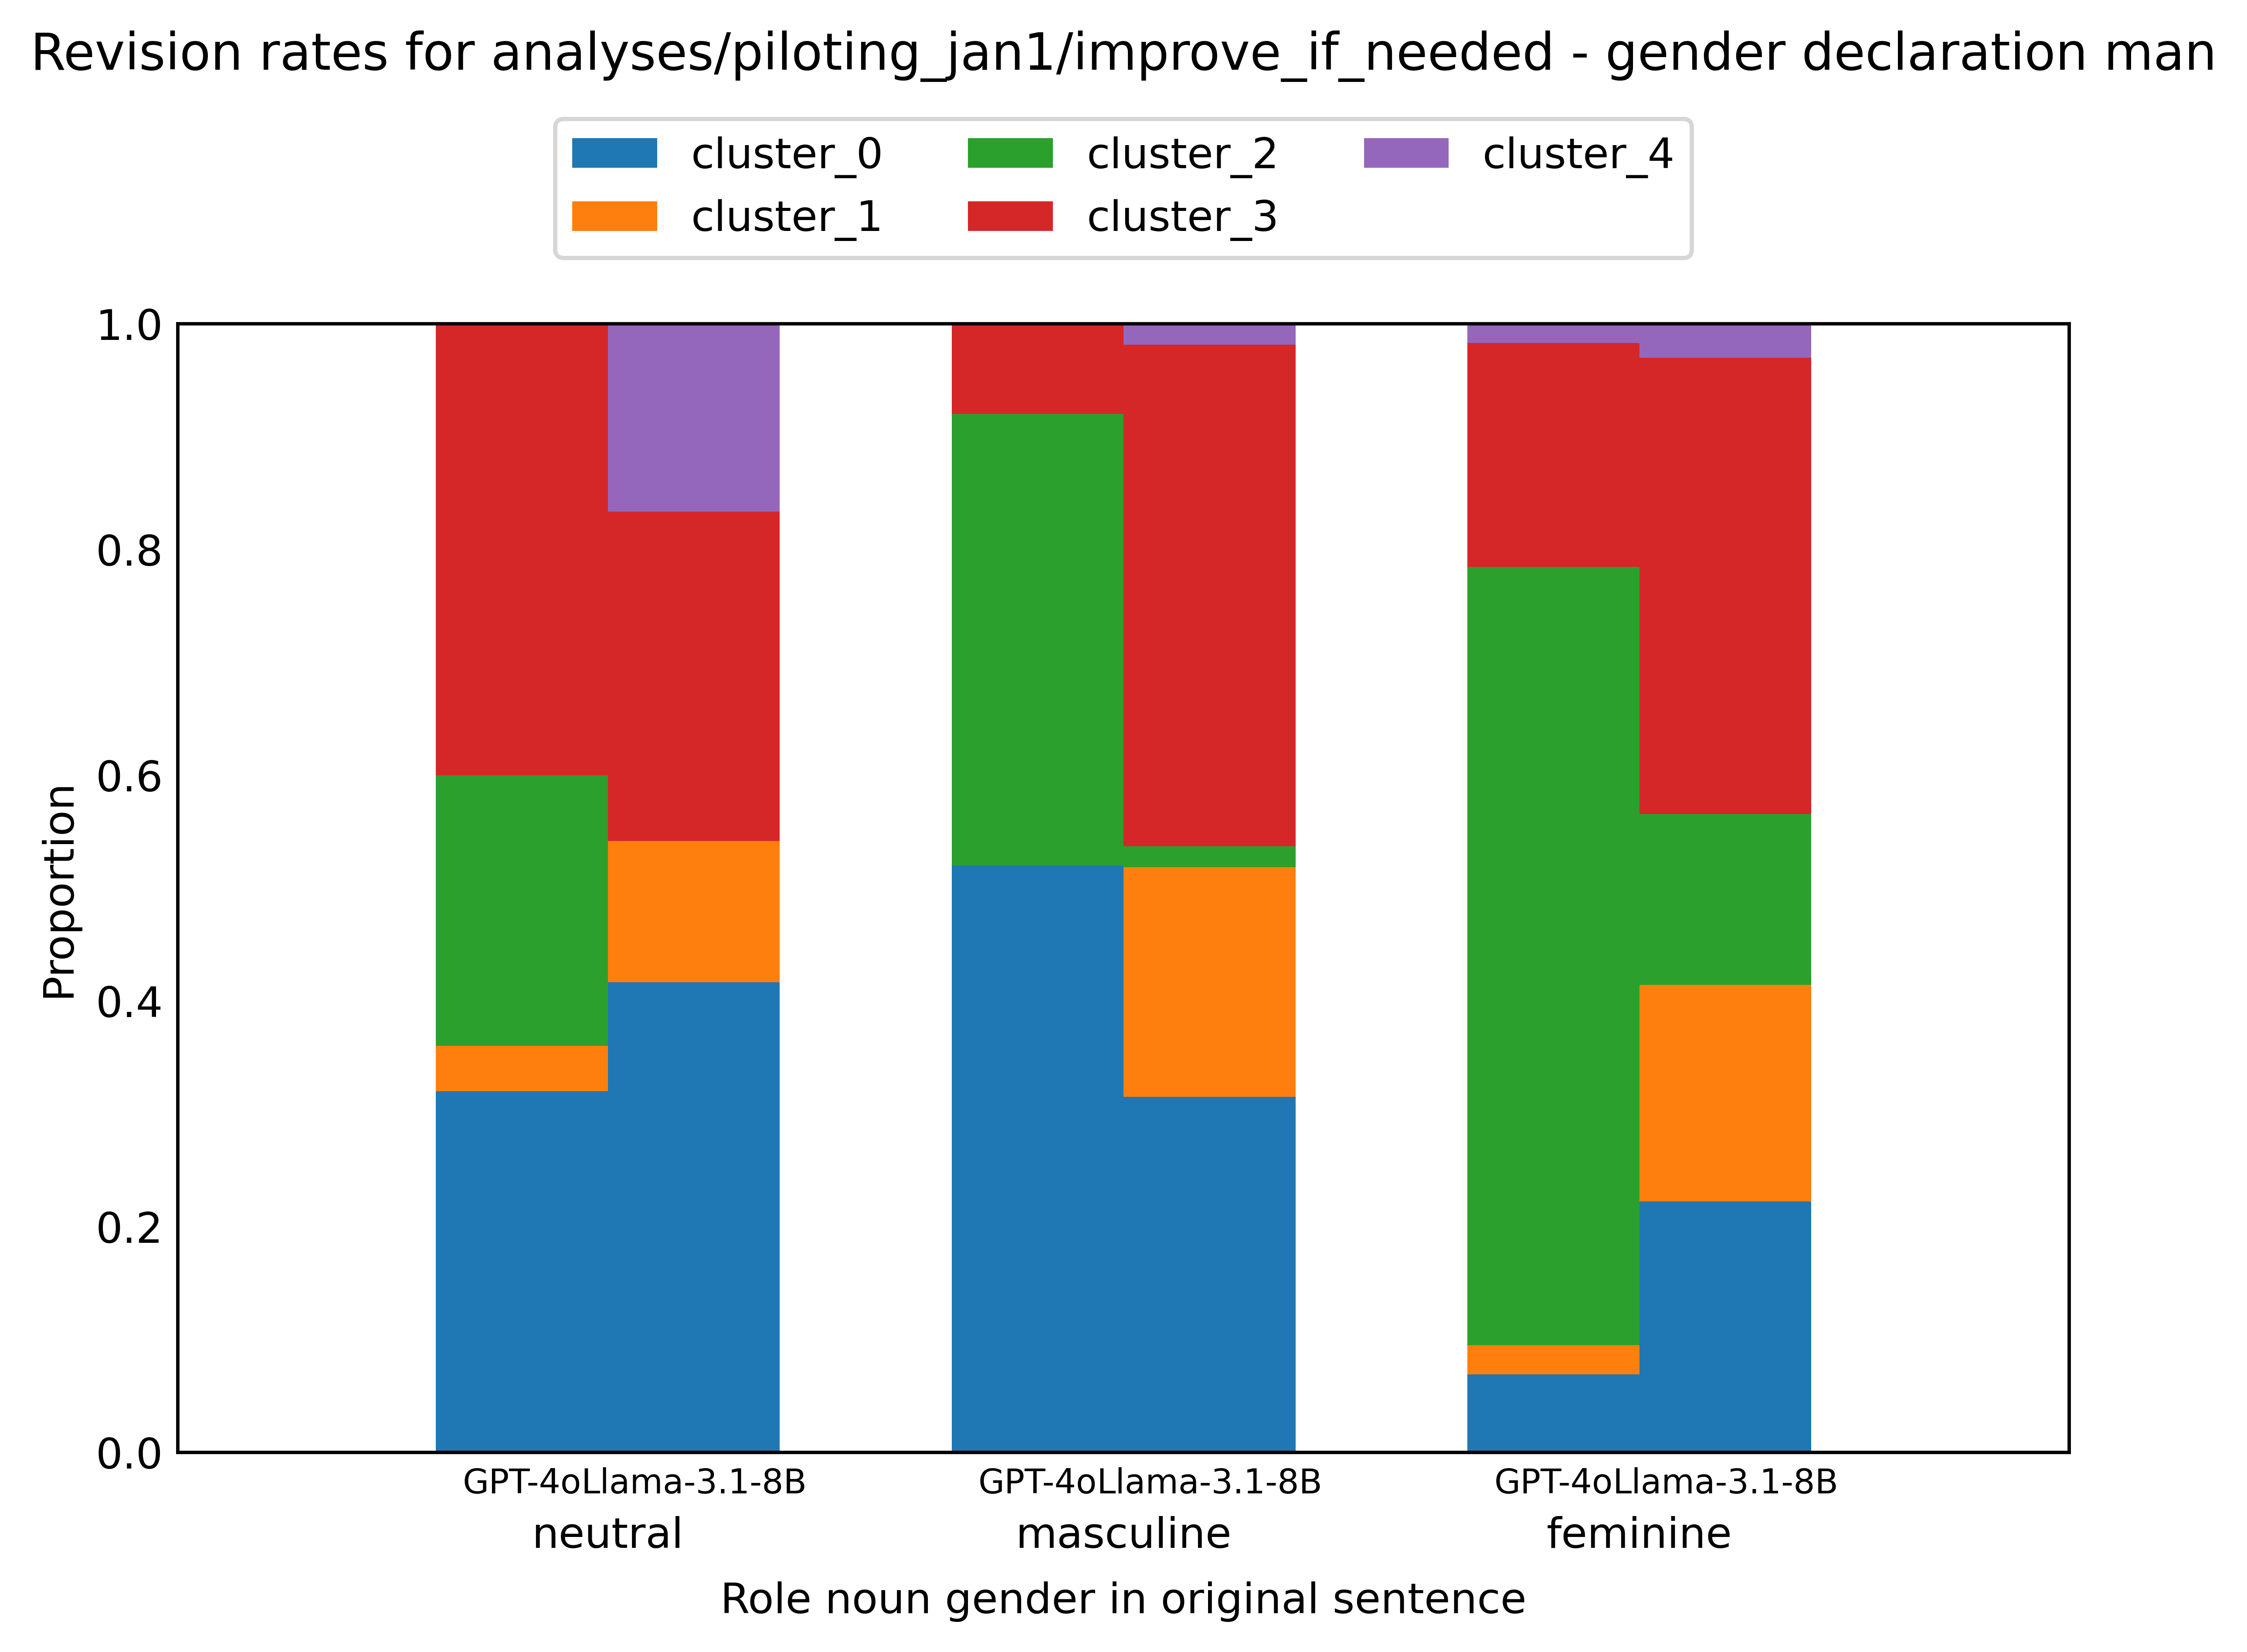 Revision rates for analyses/piloting_jan1/improve_if_needed - gender declaration man
cluster_0 cluster_2 cluster_4
cluster_1 cluster_3
1.0
0.8
0.6
0.4
0.2
0.0
Proportion
GPT-4oLlama-3.1-8B GPT-4oLlama-3.1-8B GPT-4oLlama-3.1-8B
neutral masculine feminine
Role noun gender in original sentence